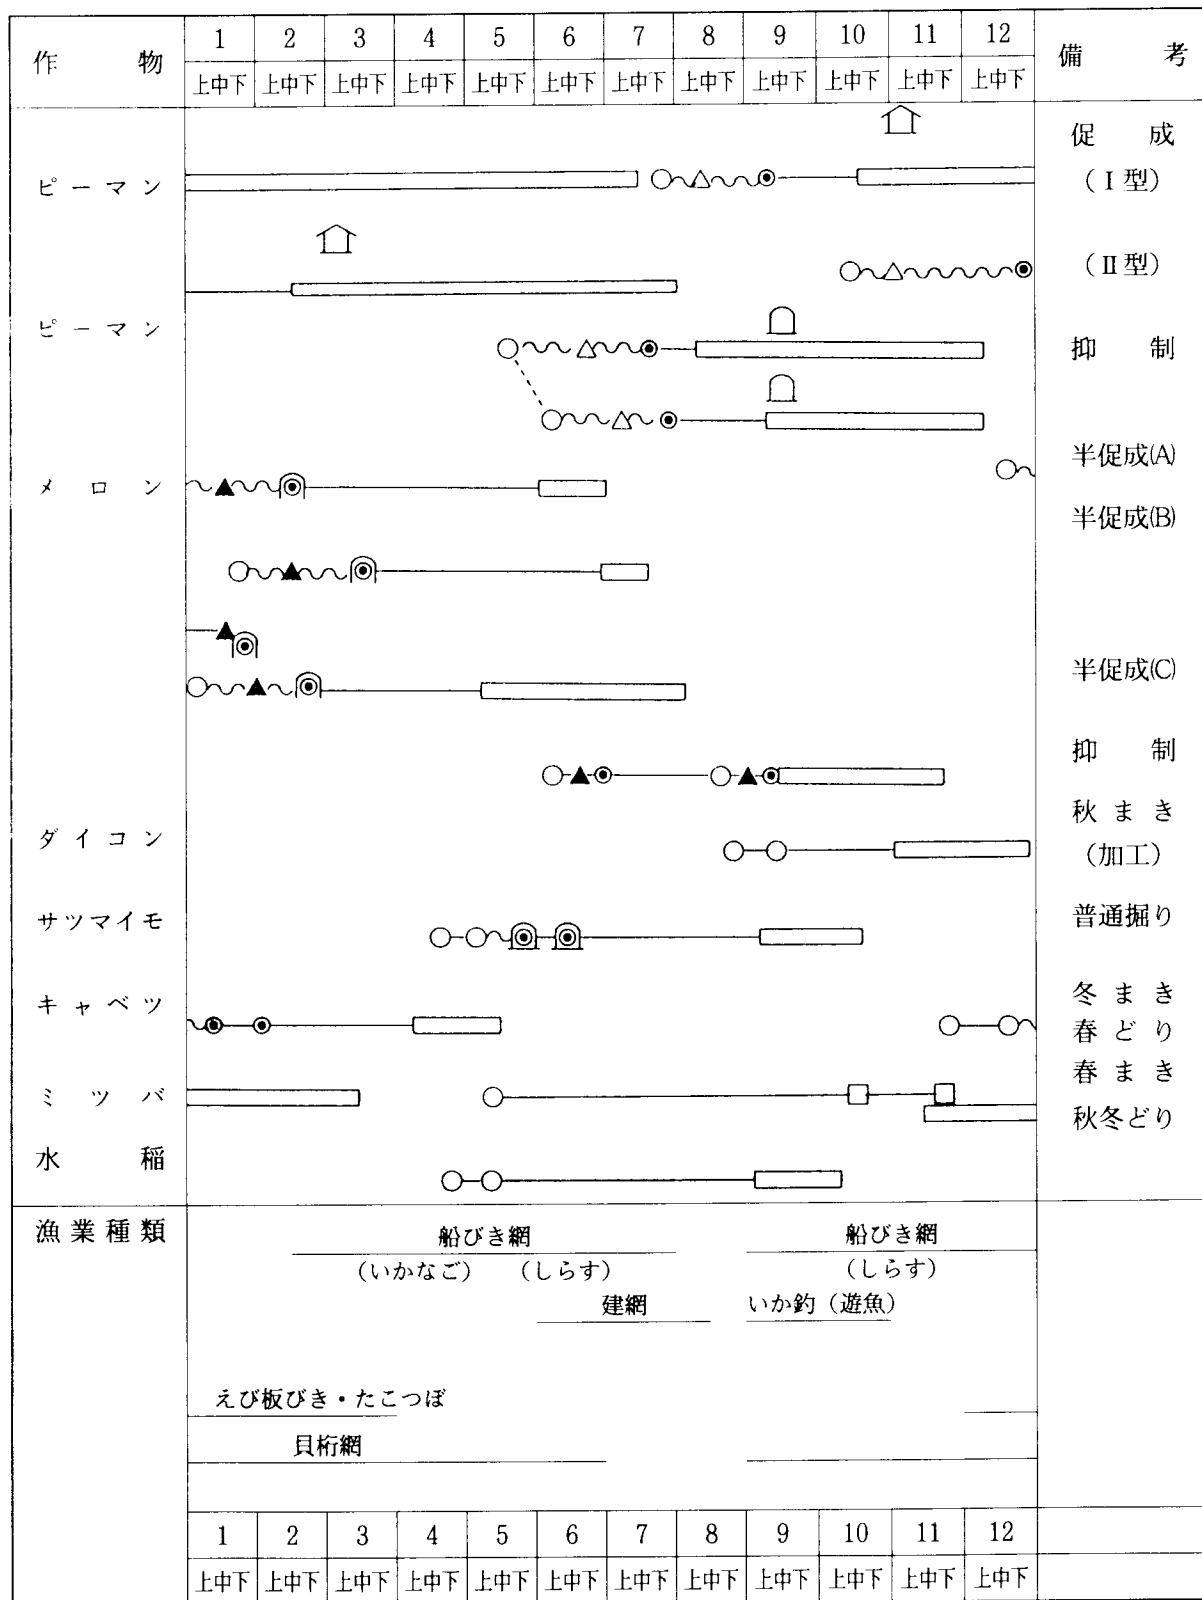 作物 1 2 3 4 5 6 7 8 9 10 11 12 備考
上中下 上中下 上中下 上中下 上中下 上中下 上中下 上中下 上中下 上中下 上中下 上中下
促成
ピーマン (I型)
(II型)
ピーマン 抑制
半促成(A)
メロン
半促成(B)
半促成(C)
抑制
秋まき
ダイコン
(加工)
サツマイモ 普通掘り
キャベツ 冬まき
春どり
春まき
ミツバ
秋冬どり
水稲
漁業種類 船びき網 船びき網
(いかなご) (しらす) (しらす)
建網 いか釣(遊魚)
えび板びき・たこつぼ
貝桁網
1 2 3 4 5 6 7 8 9 10 11 12
上中下 上中下 上中下 上中下 上中下 上中下 上中下 上中下 上中下 上中下 上中下 上中下